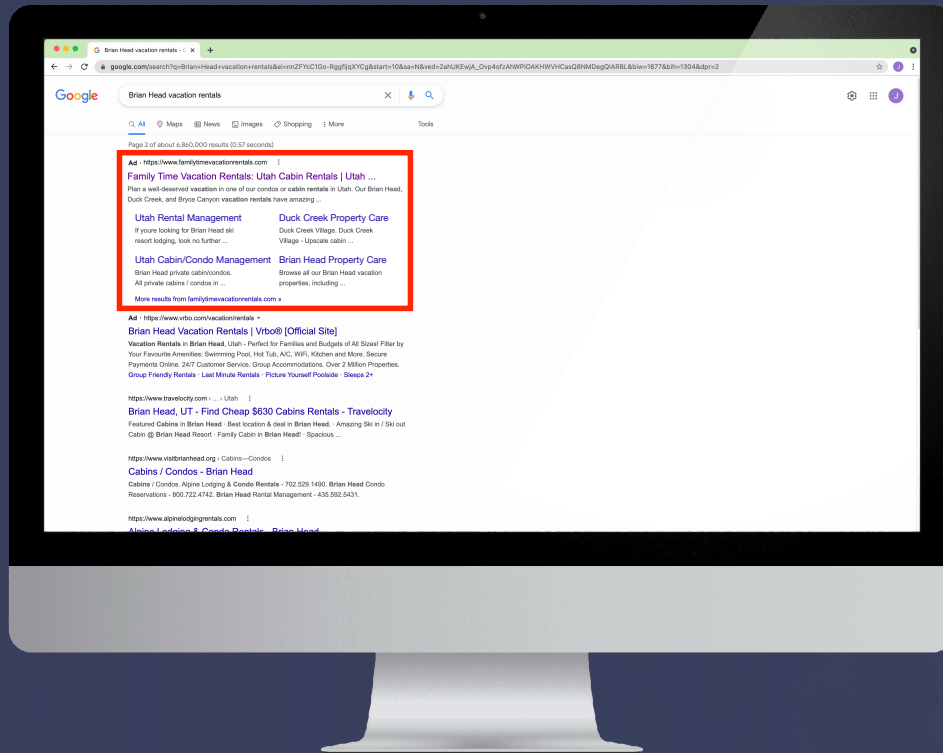 G Brian Head vacation rentals -
google.com/search?q=Brian+Head+vacation+rentals&ei=nnZFYcC1Go-RggfljqXYCg&start=10&sa=N&ved=2ahUKEwjA_Ovp4ofzAhWPlOAKHWVHCasQ8NMDegQIARBL&biw=1877&bih=1304&dpr=2
Google
Brian Head vacation rentals
J
All Maps News Images Shopping More Tools
Page 2 of about 6,860,000 results (0.57 seconds)
Ad · https://www.familytimevacationrentals.com
Family Time Vacation Rentals: Utah Cabin Rentals | Utah ...
Plan a well-deserved vacation in one of our condos or cabin rentals in Utah. Our Brian Head,
Duck Creek, and Bryce Canyon vacation rentals have amazing ...
Utah Rental Management
If youre looking for Brian Head ski
resort lodging, look no further ...
Duck Creek Property Care
Duck Creek Village. Duck Creek
Village - Upscale cabin ...
Utah Cabin/Condo Management
Brian Head private cabin/condos.
All private cabins / condos in ...
Brian Head Property Care
Browse all our Brian Head vacation
properties, including ...
More results from familytimevacationrentals.com »
Ad · https://www.vrbo.com/vacation/rentals
Brian Head Vacation Rentals | Vrbo® [Official Site]
Vacation Rentals in Brian Head, Utah - Perfect for Families and Budgets of All Sizes! Filter by
Your Favourite Amenities: Swimming Pool, Hot Tub, A/C, WiFi, Kitchen and More. Secure
Payments Online. 24/7 Customer Service. Group Accommodations. Over 2 Million Properties.
Group Friendly Rentals · Last Minute Rentals · Picture Yourself Poolside · Sleeps 2+
https://www.travelocity.com › ... › Utah
Brian Head, UT - Find Cheap $630 Cabins Rentals - Travelocity
Featured Cabins in Brian Head · Best location & deal in Brian Head. · Amazing Ski in / Ski out
Cabin @ Brian Head Resort · Family Cabin in Brian Head! · Spacious ...
https://www.visitbrianhead.org › Cabins---Condos
Cabins / Condos - Brian Head
Cabins / Condos. Alpine Lodging & Condo Rentals - 702.529.1490. Brian Head Condo
Reservations - 800.722.4742. Brian Head Rental Management - 435.592.5431.
https://www.alpinelodgingrentals.com
Alpine Lodging & Condo Rentals - Brian Head